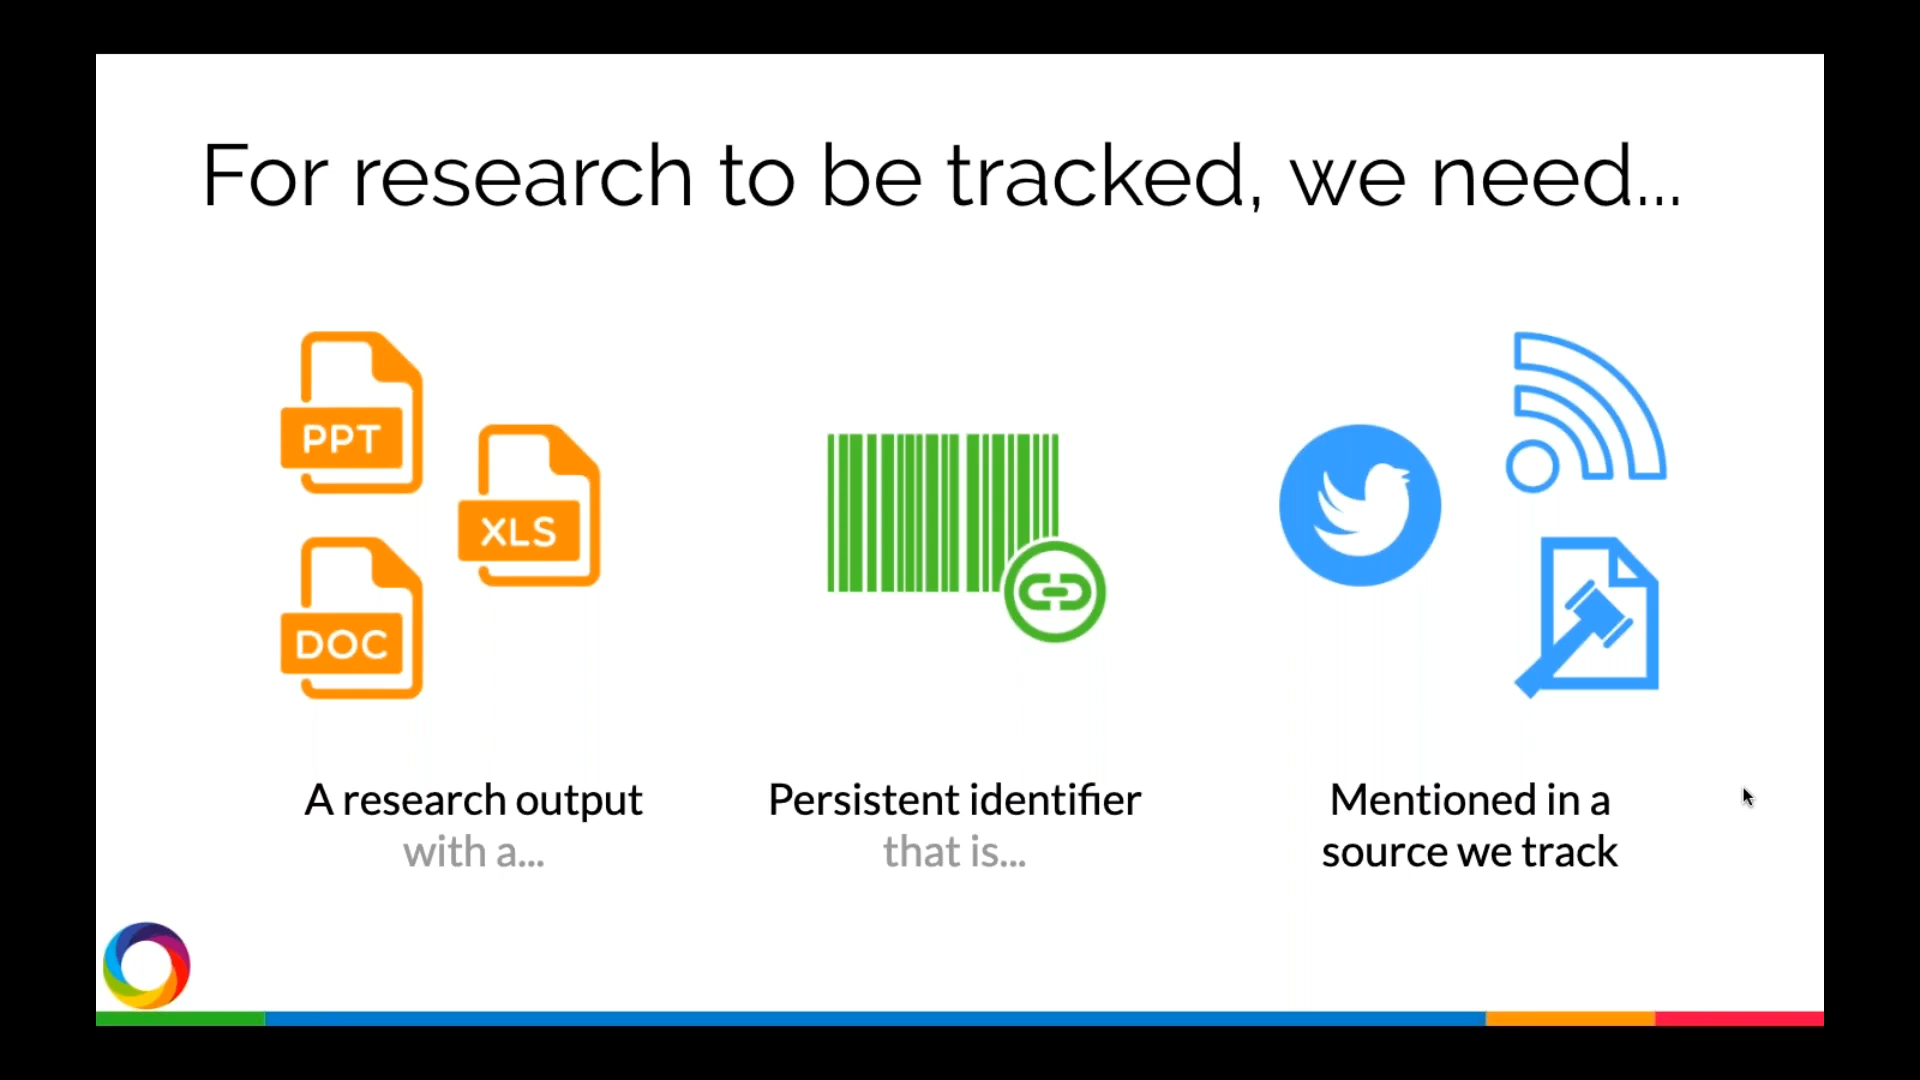 For research to be tracked, we need...
PPT
XLS
DOC
A research output
with a...
Persistent identifier
that is...
Mentioned in a
source we track